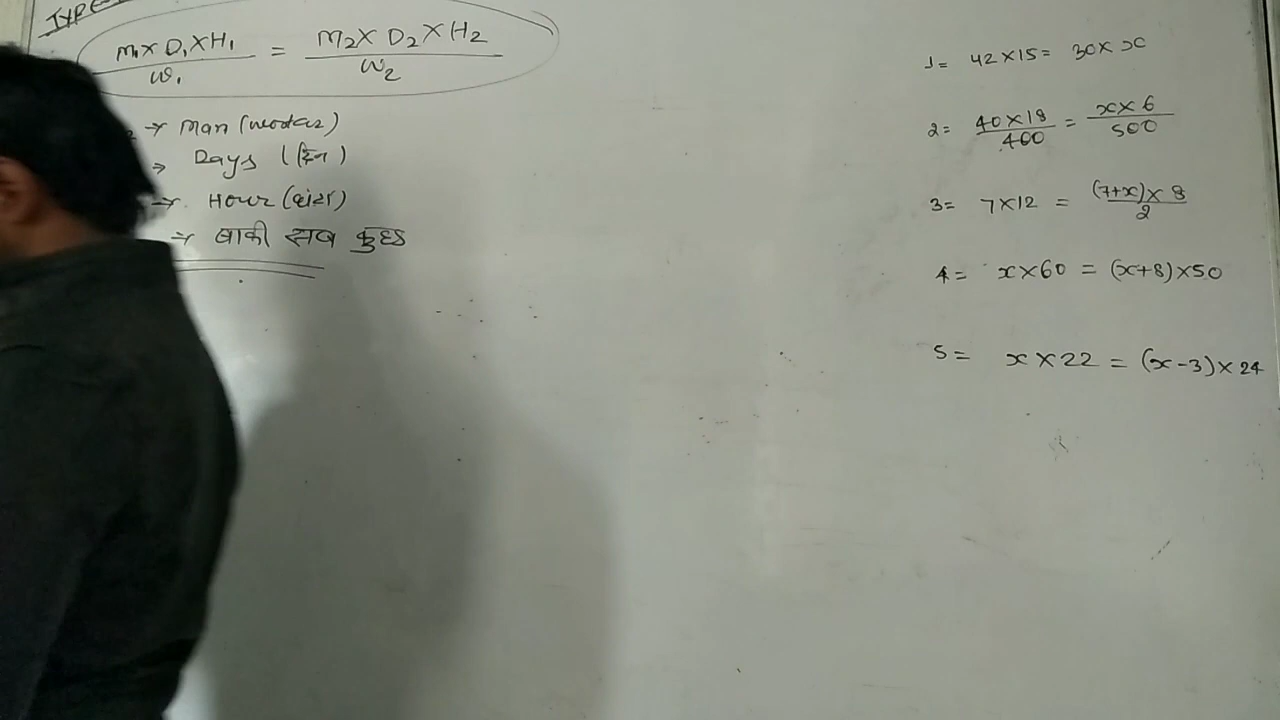 TYPE
M₁ X D₁ X H₁ / W₁ = M₂ X D₂ X H₂ / W₂
→ Man (worker)
→ Days (दिन)
→ Hour (घंटा)
→ बाकी सब कुछ
1= 42 X 15 = 30 X x
2= 40 X 18 / 400 = x X 6 / 500
3= 7 X 12 = (7+x) X 8 / 2
4= x X 60 = (x+8) X 50
5= x X 22 = (x-3) X 24